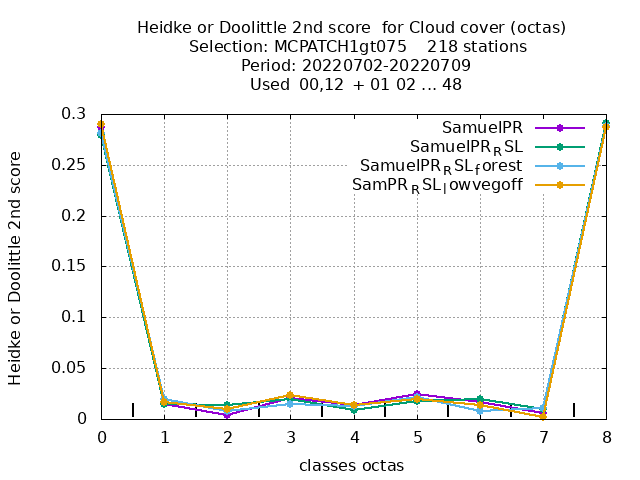 Heidke or Doolittle 2nd score  for Cloud cover (octas)
Selection: MCPATCH1gt075    218 stations
Period: 20220702-20220709
Used  00,12  + 01 02 ... 48
Heidke or Doolittle 2nd score
0.3
0.25
0.2
0.15
0.1
0.05
0
SamuelPR
SamuelPR_RSL
SamuelPR_RSL_forest
SamPR_RSL_lowvegoff
0 1 2 3 4 5 6 7 8
classes octas